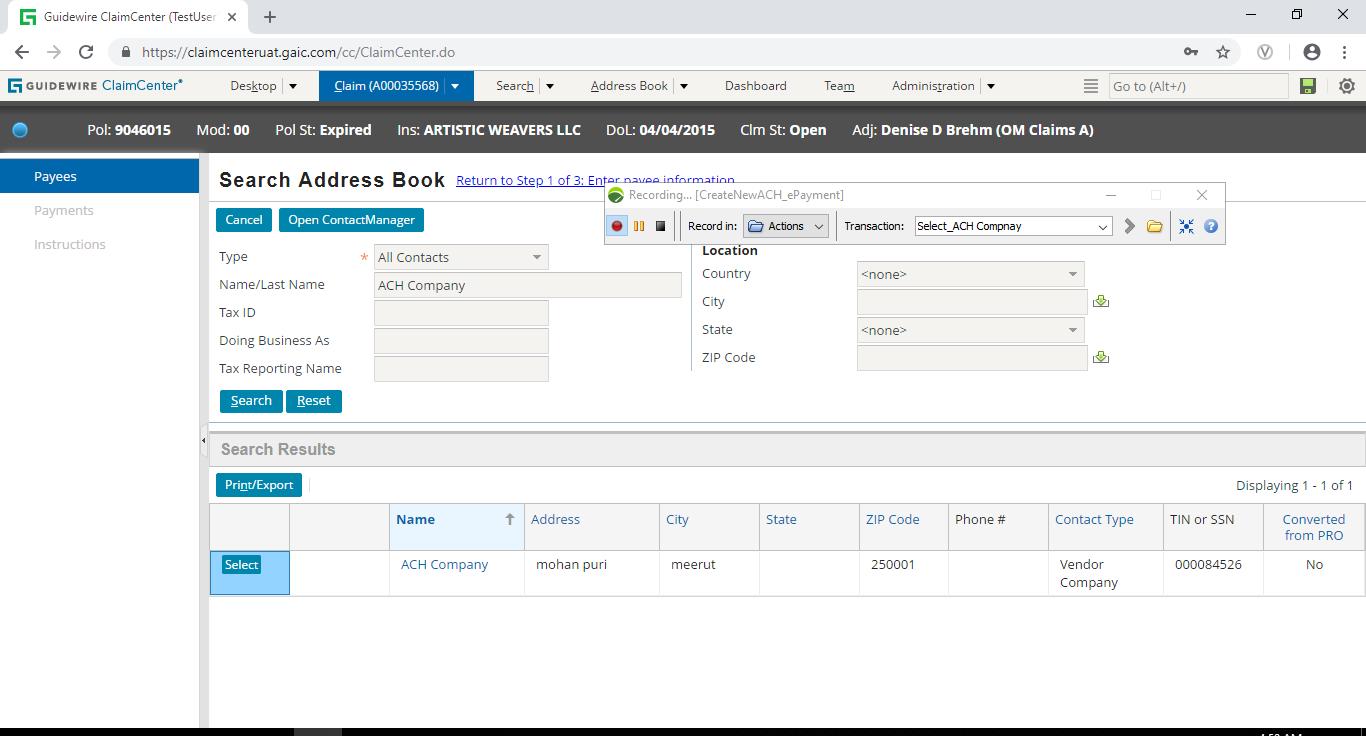 Guidewire ClaimCenter (TestUser
https://claimcenteruat.gaic.com/cc/ClaimCenter.do
GUIDEWIRE ClaimCenter® Desktop Claim (A00035568) Search Address Book Dashboard Team Administration Go to (Alt+/)
Pol: 9046015 Mod: 00 Pol St: Expired Ins: ARTISTIC WEAVERS LLC DoL: 04/04/2015 Clm St: Open Adj: Denise D Brehm (OM Claims A)
Payees
Payments
Instructions
Search Address Book Return to Step 1 of 3: Enter payee information
Recording... [CreateNewACH_ePayment]
Record in: Actions Transaction: Select_ACH Compnay
Cancel Open ContactManager
Type * All Contacts
Name/Last Name ACH Company
Tax ID
Doing Business As
Tax Reporting Name
Location
Country <none>
City
State <none>
ZIP Code
Search Reset
Search Results
Print/Export Displaying 1 - 1 of 1
Name Address City State ZIP Code Phone # Contact Type TIN or SSN Converted from PRO
Select ACH Company mohan puri meerut 250001 Vendor Company 000084526 No